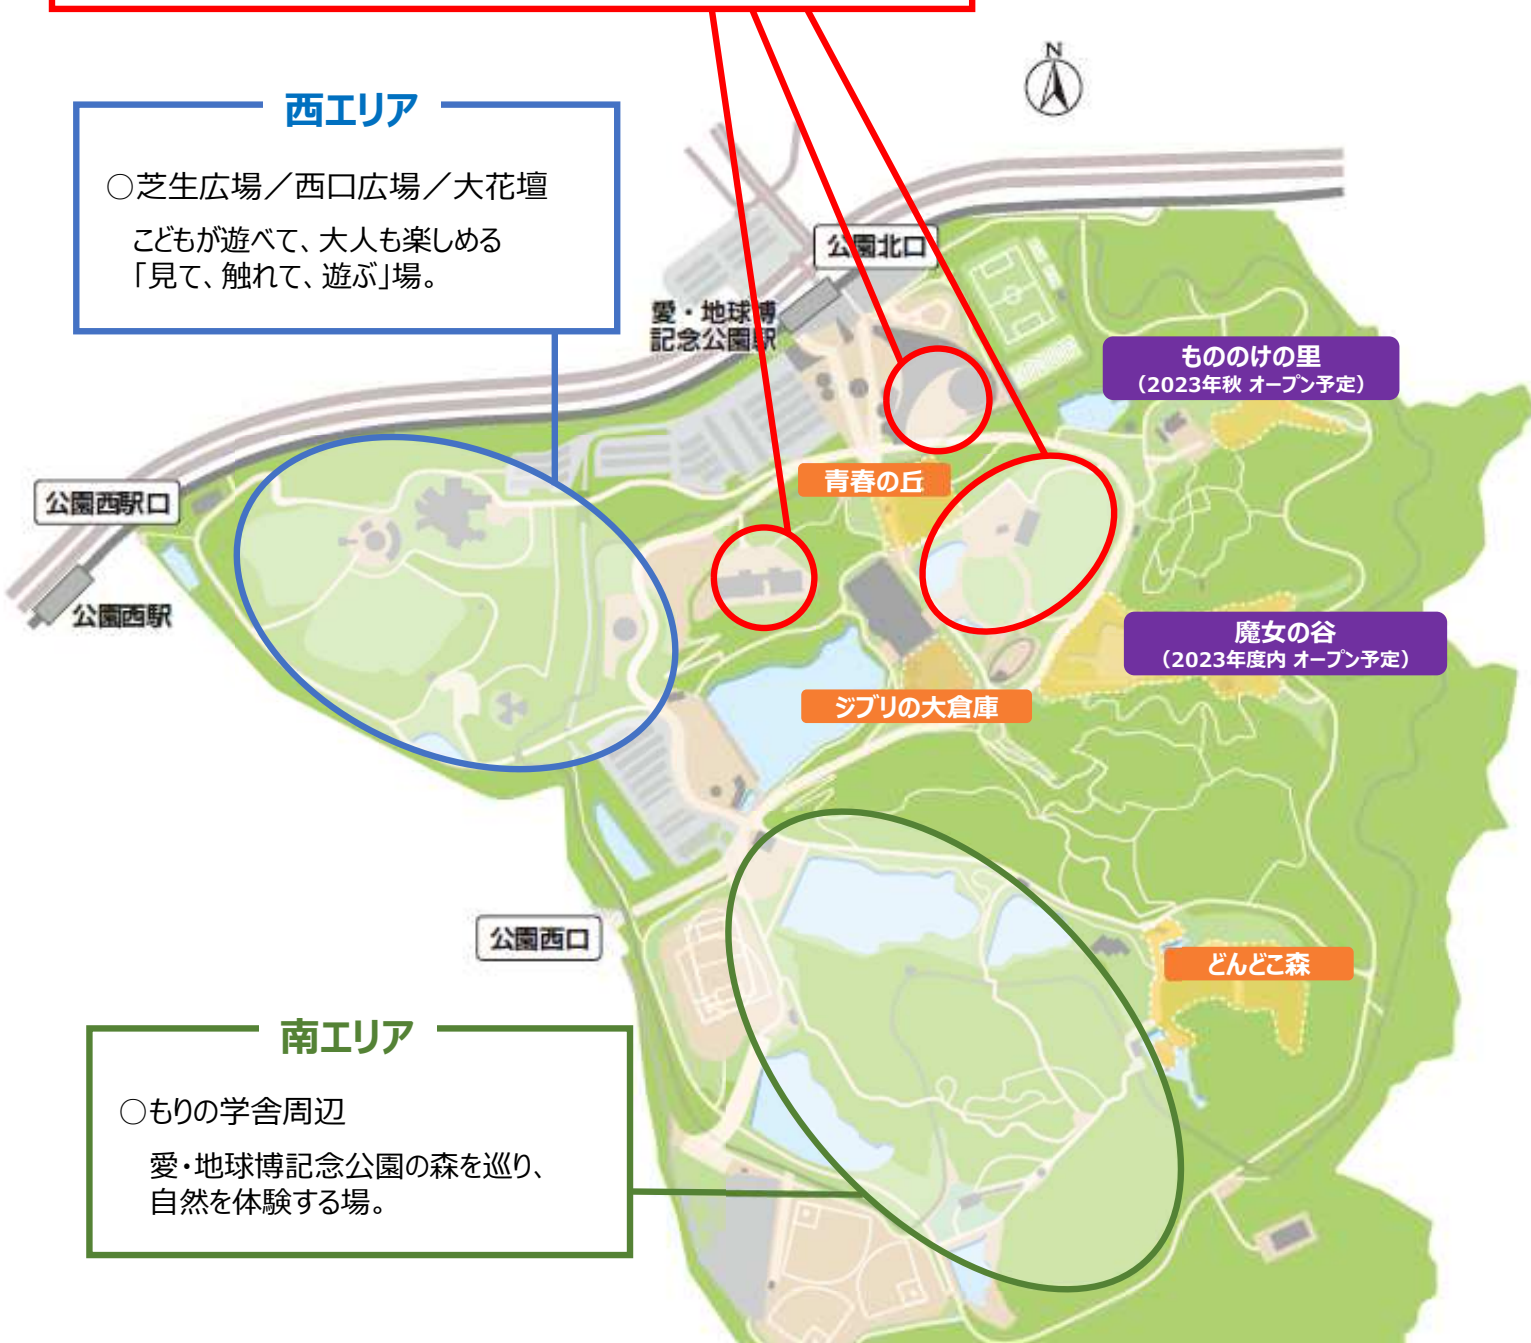 N
西エリア
○芝生広場／西口広場／大花壇
こどもが遊べて、大人も楽しめる
「見て、触れて、遊ぶ」場。
公園北口
愛・地球博
記念公園駅
もののけの里
（2023年秋 オープン予定）
青春の丘
公園西駅口
公園西駅
魔女の谷
（2023年度内 オープン予定）
ジブリの大倉庫
公園西口
どんどこ森
南エリア
○もりの学舎周辺
愛・地球博記念公園の森を巡り、
自然を体験する場。